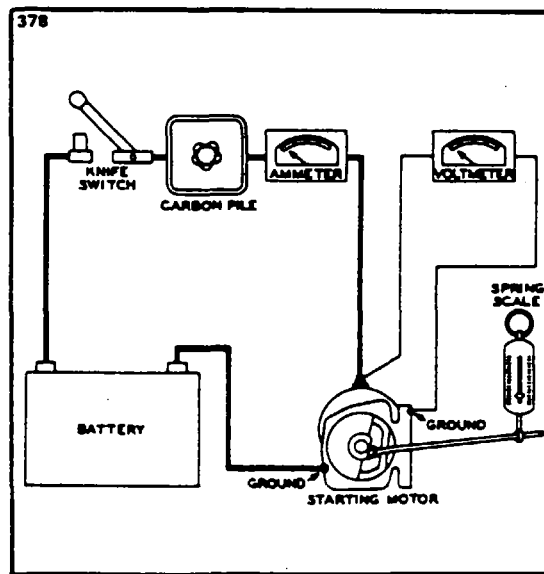 378
KNIFE
SWITCH
CARBON PILE
AMMETER
VOLTMETER
SPRING
SCALE
BATTERY
GROUND
GROUND
STARTING MOTOR